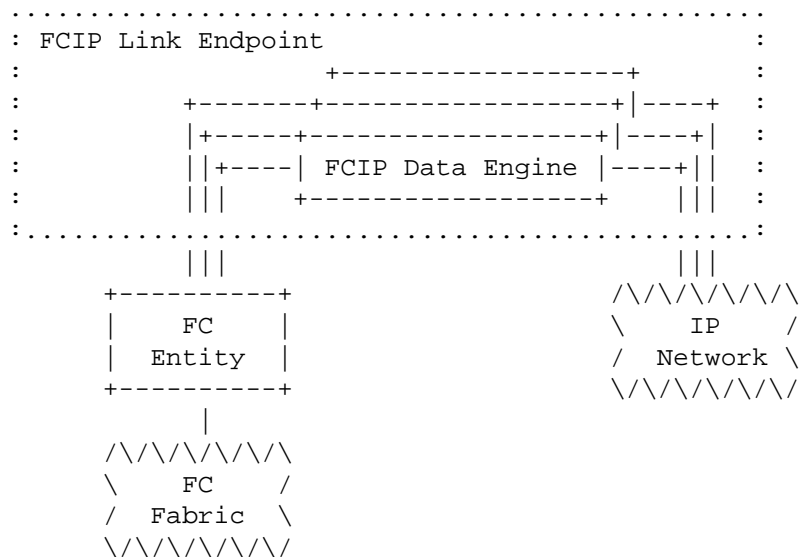 FCIP Link Endpoint
FCIP Data Engine
FC
Entity
IP
Network
FC
Fabric